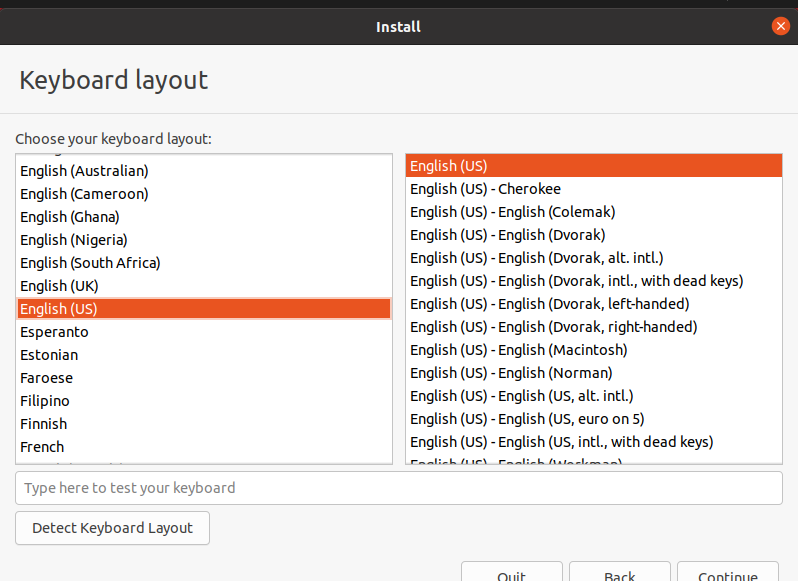 Install
Keyboard layout
Choose your keyboard layout:
English (Australian)
English (Cameroon)
English (Ghana)
English (Nigeria)
English (South Africa)
English (UK)
English (US)
Esperanto
Estonian
Faroese
Filipino
Finnish
French
English (US)
English (US) - Cherokee
English (US) - English (Colemak)
English (US) - English (Dvorak)
English (US) - English (Dvorak, alt. intl.)
English (US) - English (Dvorak, intl., with dead keys)
English (US) - English (Dvorak, left-handed)
English (US) - English (Dvorak, right-handed)
English (US) - English (Macintosh)
English (US) - English (Norman)
English (US) - English (US, alt. intl.)
English (US) - English (US, euro on 5)
English (US) - English (US, intl., with dead keys)
English (US) - English (Workman)
Type here to test your keyboard
Detect Keyboard Layout
Quit
Back
Continue